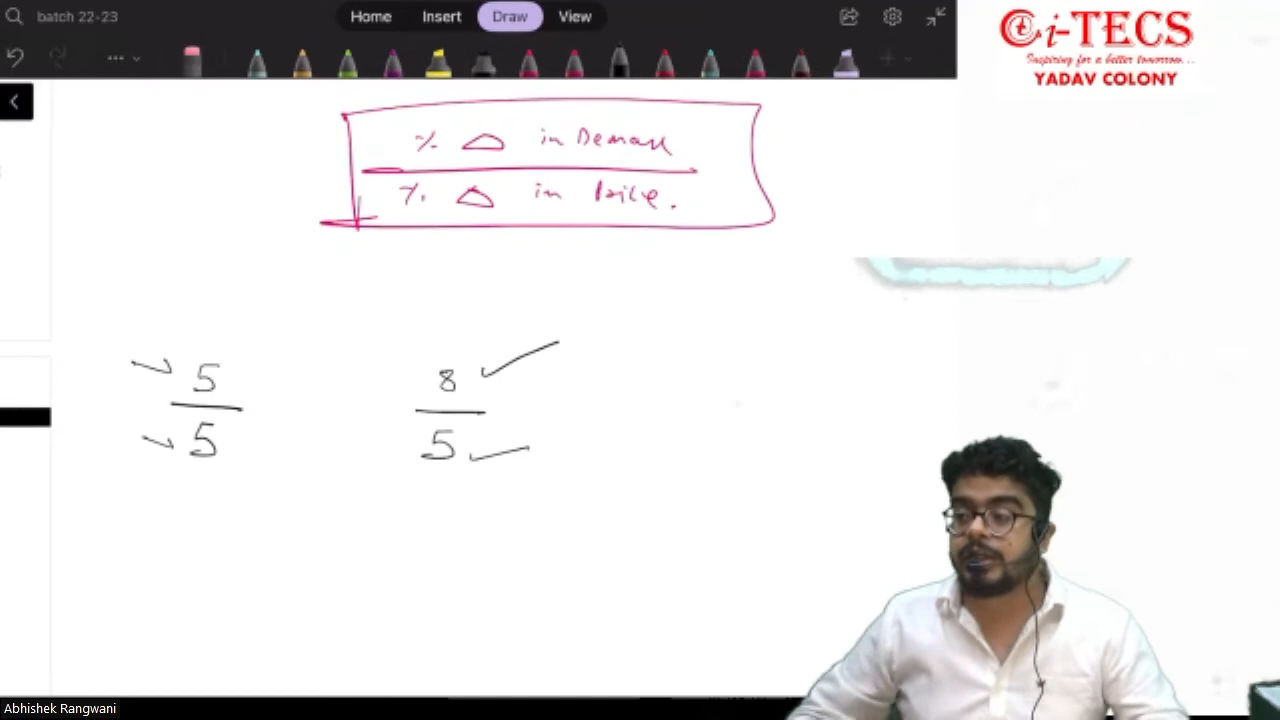 batch 22-23
Home Insert Draw View
i-TECS
Inspiring for a better tomorrow...
YADAV COLONY
% △ in Demand
% △ in Price.
5
5
8
5
Abhishek Rangwani